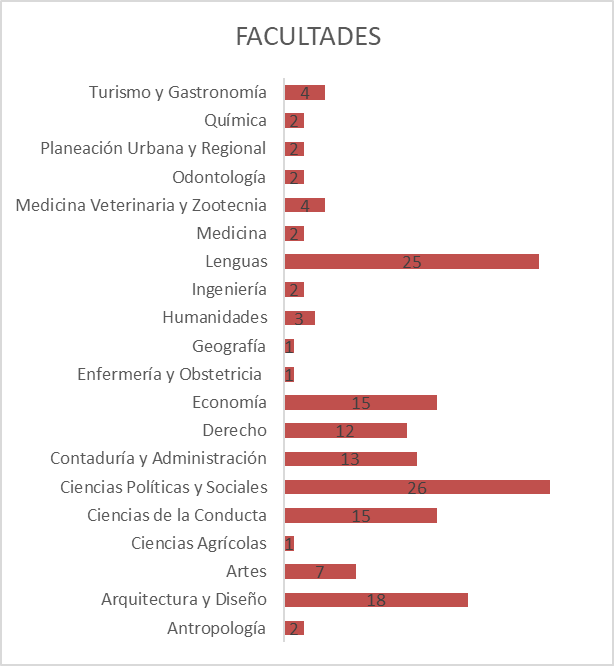 FACULTADES
Turismo y Gastronomía 4
Química 2
Planeación Urbana y Regional 2
Odontología 2
Medicina Veterinaria y Zootecnia 4
Medicina 2
Lenguas 25
Ingeniería 2
Humanidades 3
Geografía 1
Enfermería y Obstetricia 1
Economía 15
Derecho 12
Contaduría y Administración 13
Ciencias Políticas y Sociales 26
Ciencias de la Conducta 15
Ciencias Agrícolas 1
Artes 7
Arquitectura y Diseño 18
Antropología 2